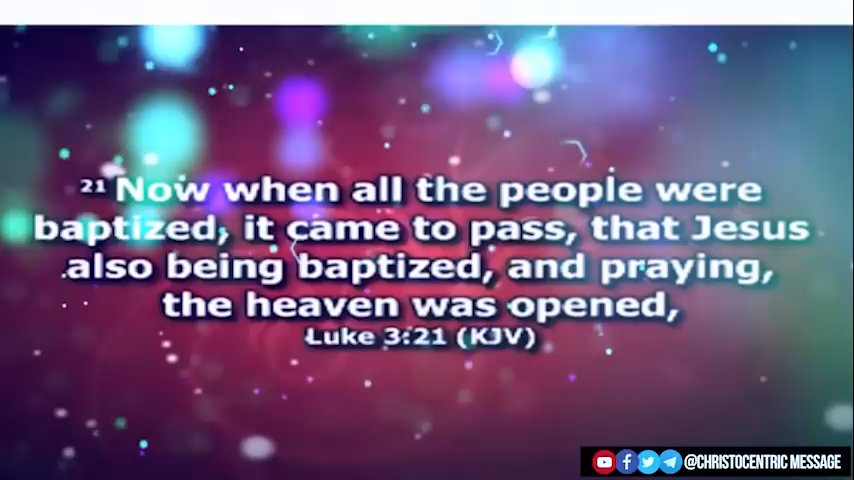 21 Now when all the people were
baptized, it came to pass, that Jesus
also being baptized, and praying,
the heaven was opened,
Luke 3:21 (KJV)
@CHRISTOCENTRIC MESSAGE